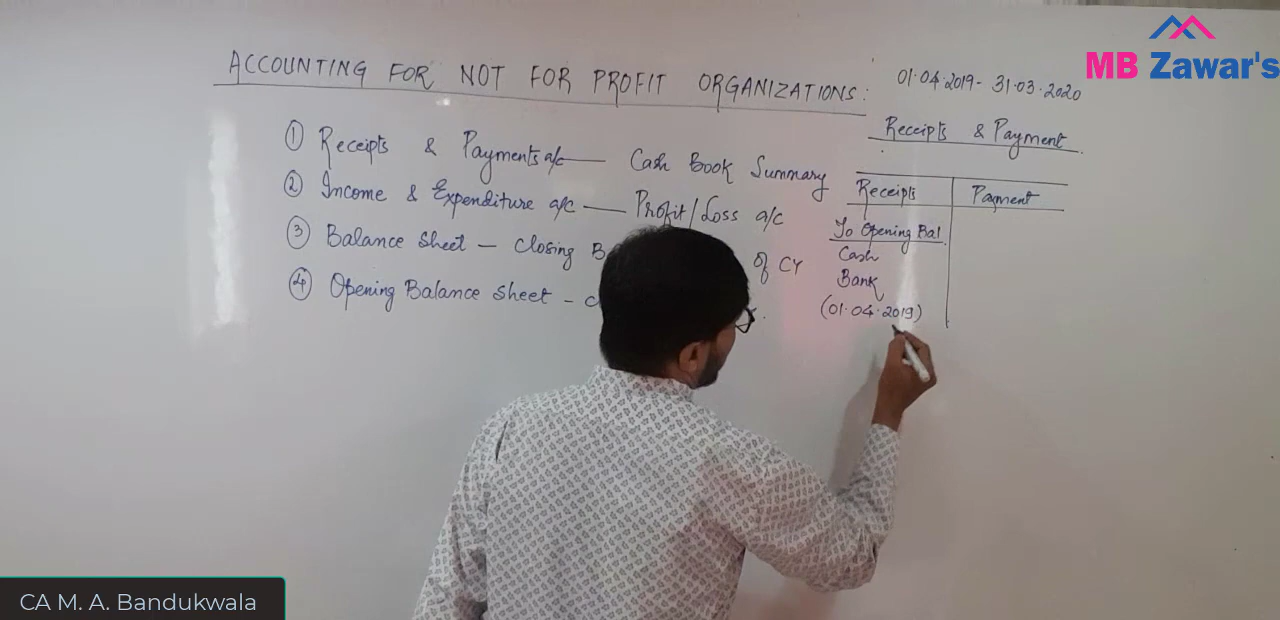 MB Zawar's
ACCOUNTING FOR NOT FOR PROFIT ORGANIZATIONS:
01.04.2019 - 31.03.2020
① Receipts & Payments a/c — Cash Book Summary
② Income & Expenditure a/c — Profit/Loss a/c
③ Balance Sheet - Closing of CY
④ Opening Balance Sheet -
Receipts & Payment
Receipts Payment
To Opening Bal
Cash
Bank
(01.04.2019)
CA M. A. Bandukwala